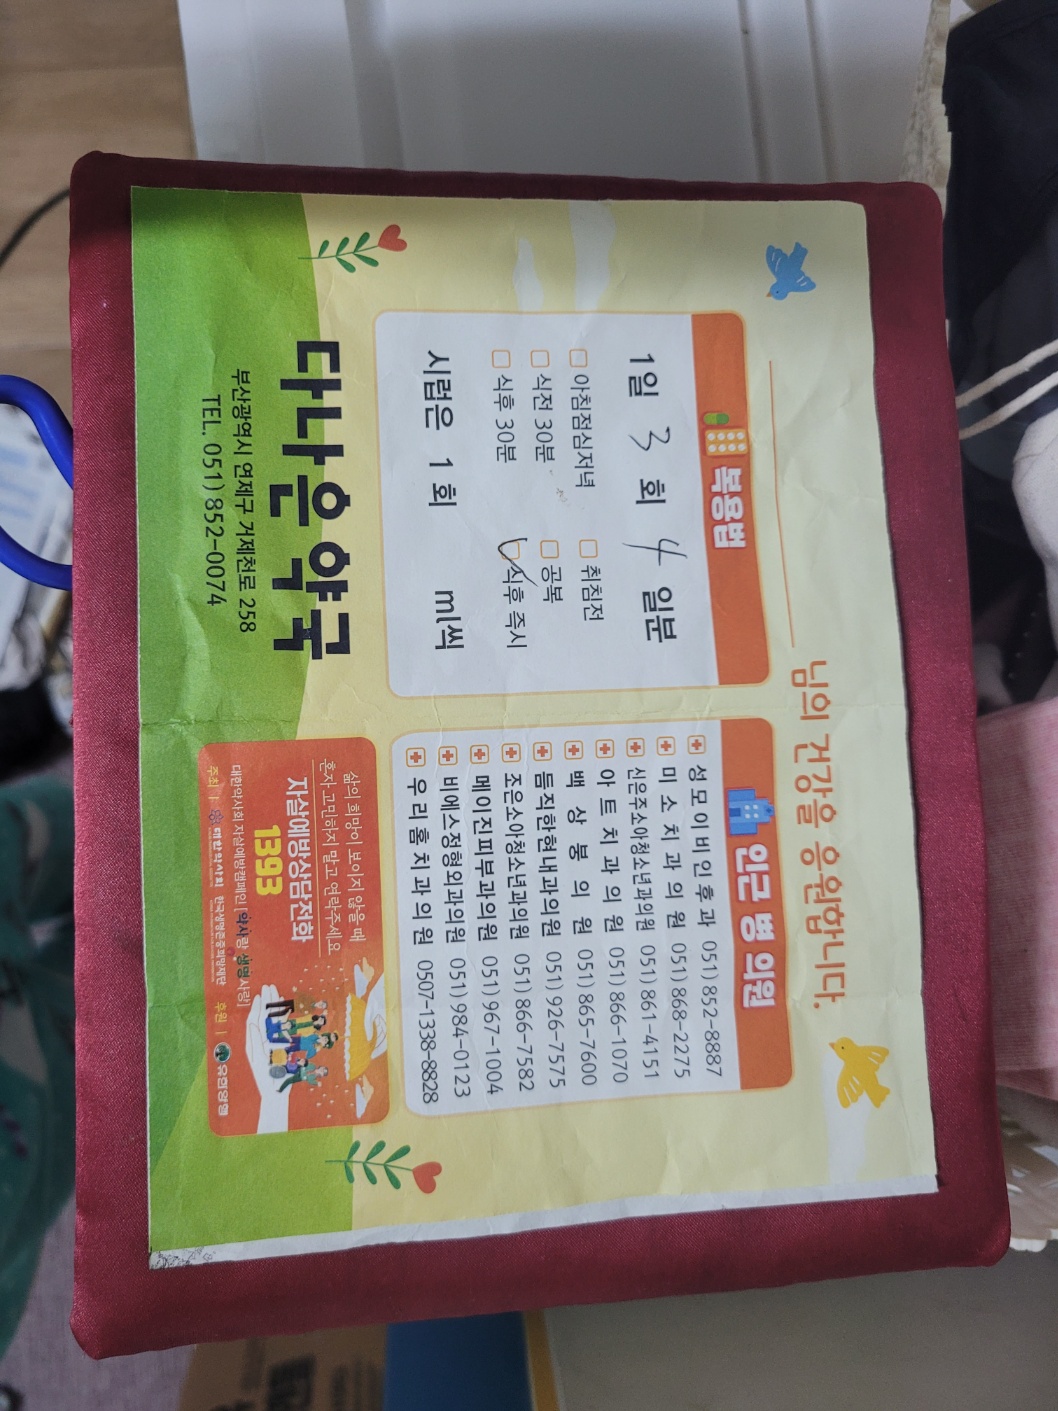 님의 건강을 응원합니다.
복용법
1일 3 회 4 일분
아침점심저녁 취침전
식전 30분 공복
식후 30분 식후 즉시
시럽은 1 회 ml씩
인근 병 의원
성모이비인후과 051) 852-8887
미소치과의원 051) 868-2275
신은주소아청소년과의원 051) 861-4151
아트치과의원 051) 866-1070
백상봉의원 051) 865-7600
듬직한현내과의원 051) 926-7575
조은소아청소년과의원 051) 866-7582
메이진피부과의원 051) 967-1004
비에스정형외과의원 051) 984-0123
우리홈치과의원 0507-1338-8828
다나은약국
부산광역시 연제구 거제천로 258
TEL. 051) 852-0074
삶의 희망이 보이지 않을 때
혼자 고민하지 말고 연락주세요
자살예방상담전화
1393
대한약사회 자살예방캠페인 [약사랑 생명사랑]
주최 | 대한약사회 한국생명존중희망재단 후원 | 유한양행